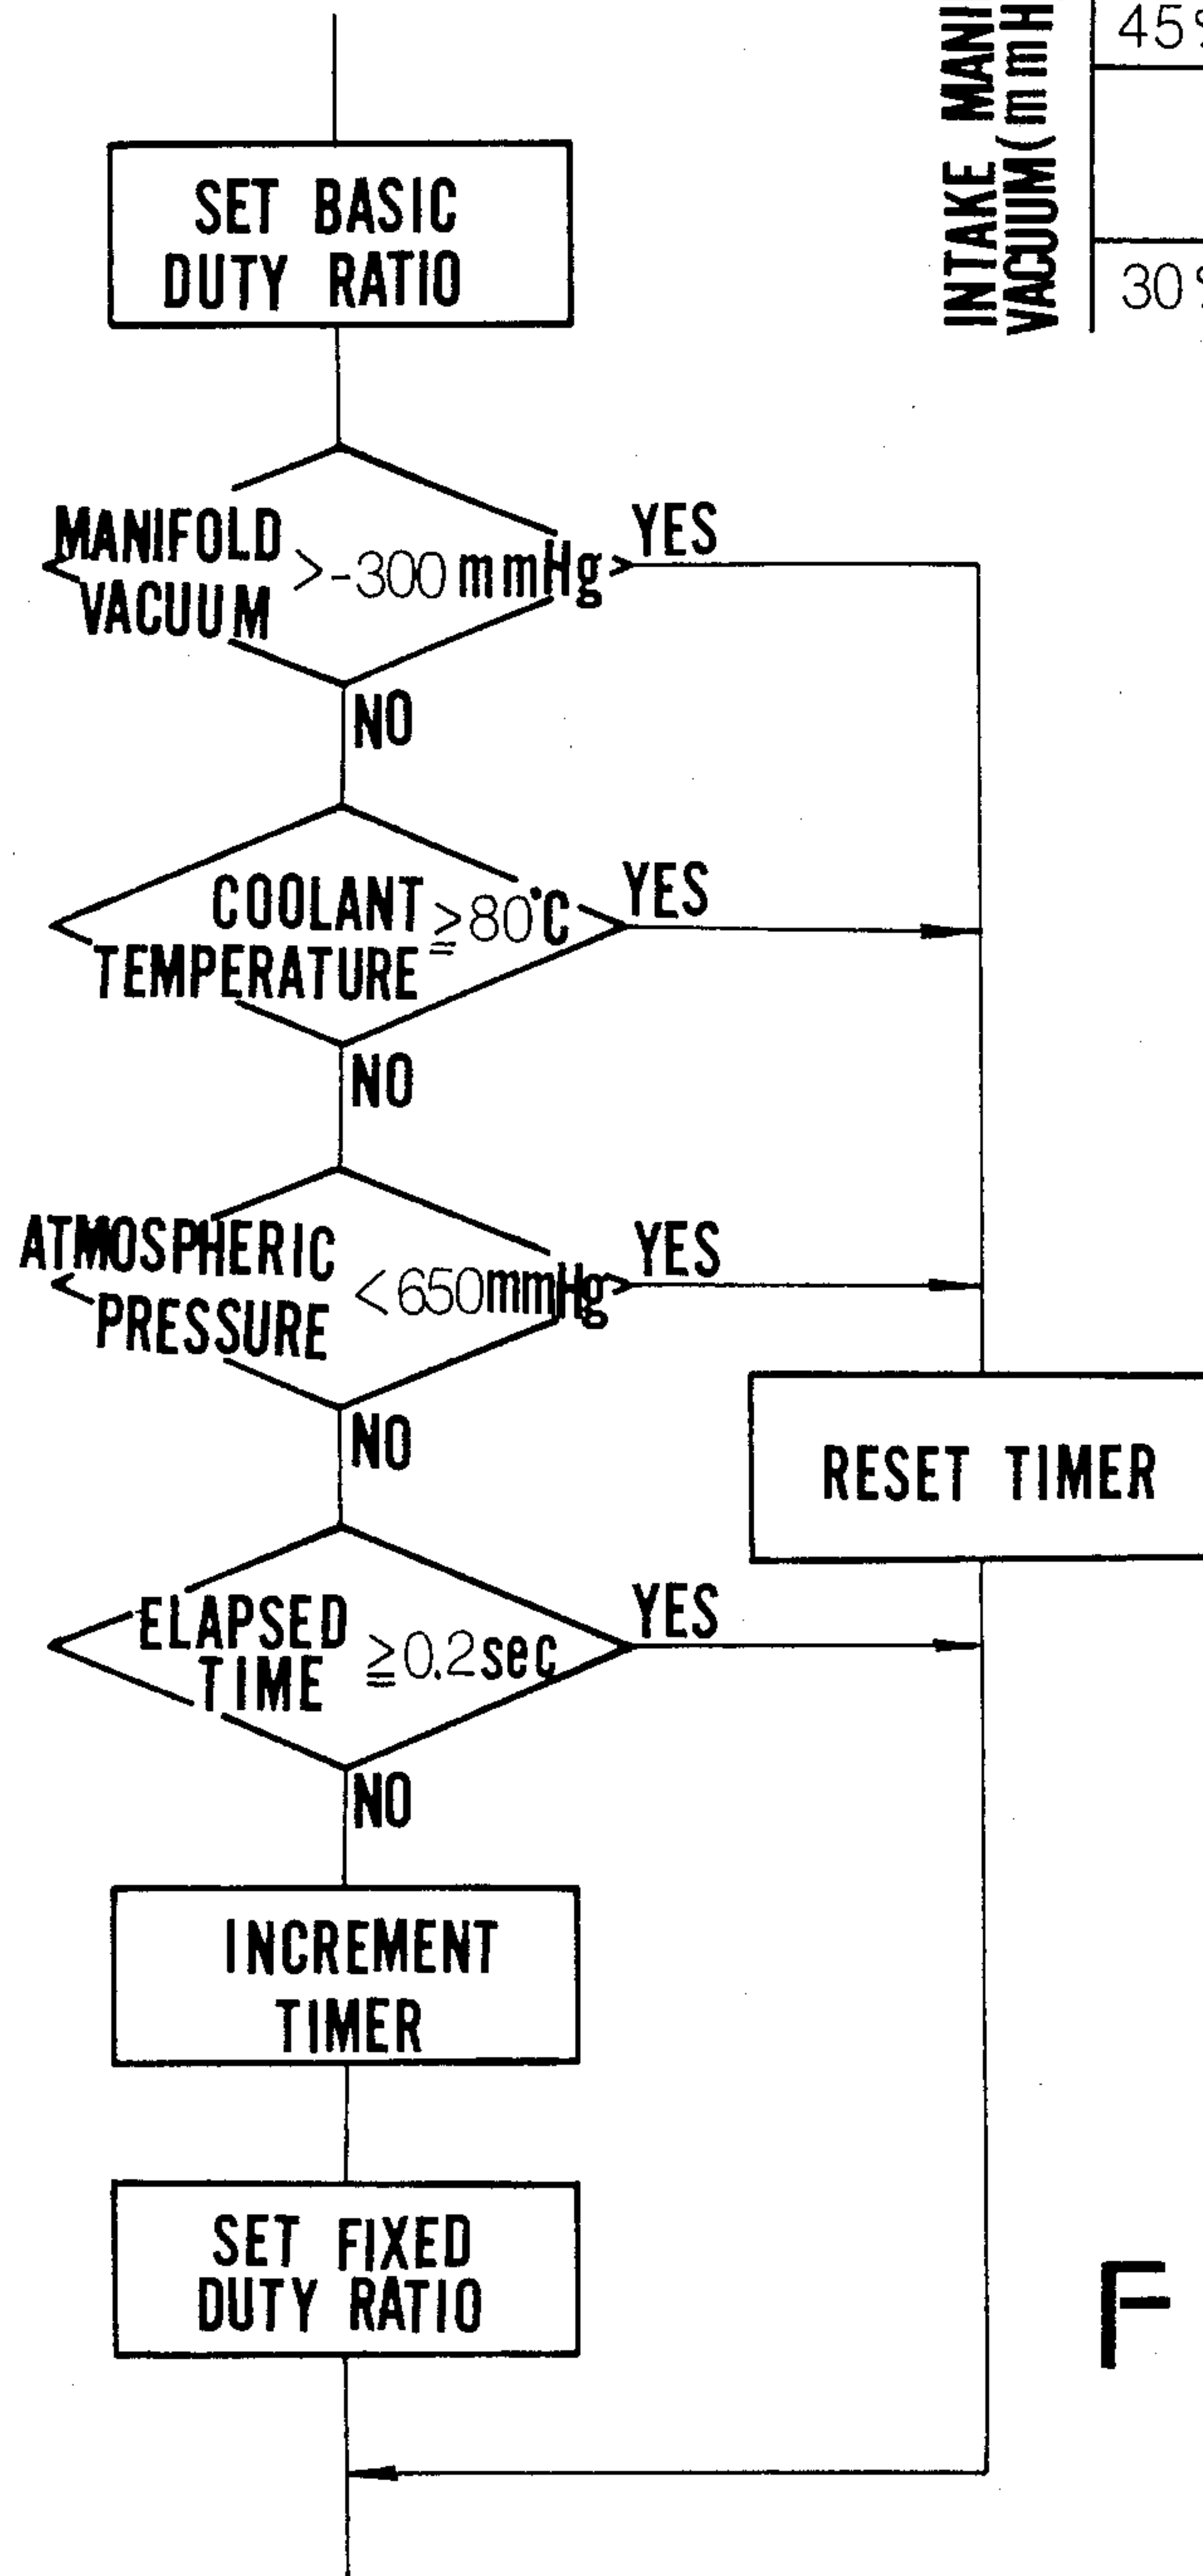 SET BASIC
DUTY RATIO
MANIFOLD
VACUUM
>-300 mmHg
YES
NO
COOLANT
TEMPERATURE
≧80°C
YES
NO
ATMOSPHERIC
PRESSURE
<650mmHg
YES
NO
RESET TIMER
ELAPSED
TIME
≧0.2sec
YES
NO
INCREMENT
TIMER
SET FIXED
DUTY RATIO
INTAKE MANI
VACUUM(mmH
45%
30%
F